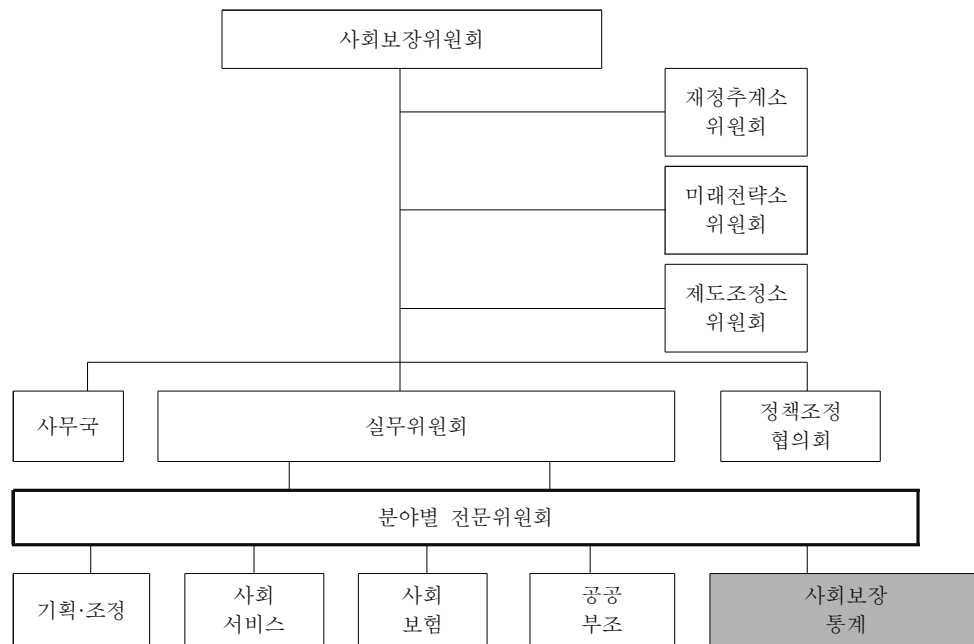 사회보장위원회
재정추계소
위원회
미래전략소
위원회
제도조정소
위원회
사무국
실무위원회
정책조정
협의회
분야별 전문위원회
기획·조정
사회
서비스
사회
보험
공공
부조
사회보장
통계